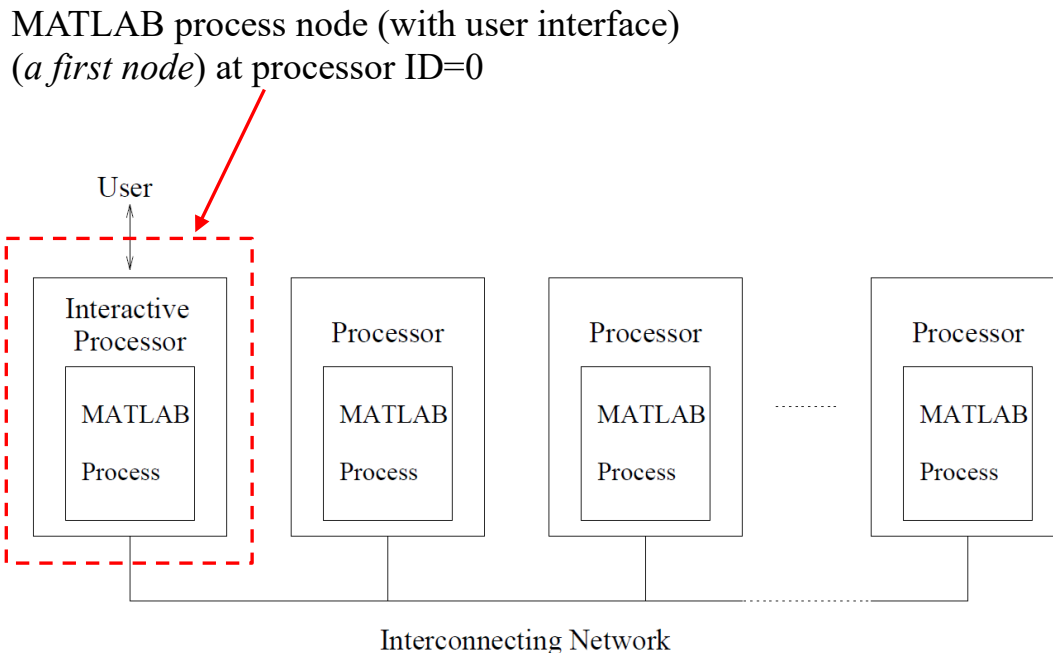 MATLAB process node (with user interface)
(a first node) at processor ID=0
User
Interactive
Processor
MATLAB
Process
Processor
MATLAB
Process
Processor
MATLAB
Process
Processor
MATLAB
Process
Interconnecting Network